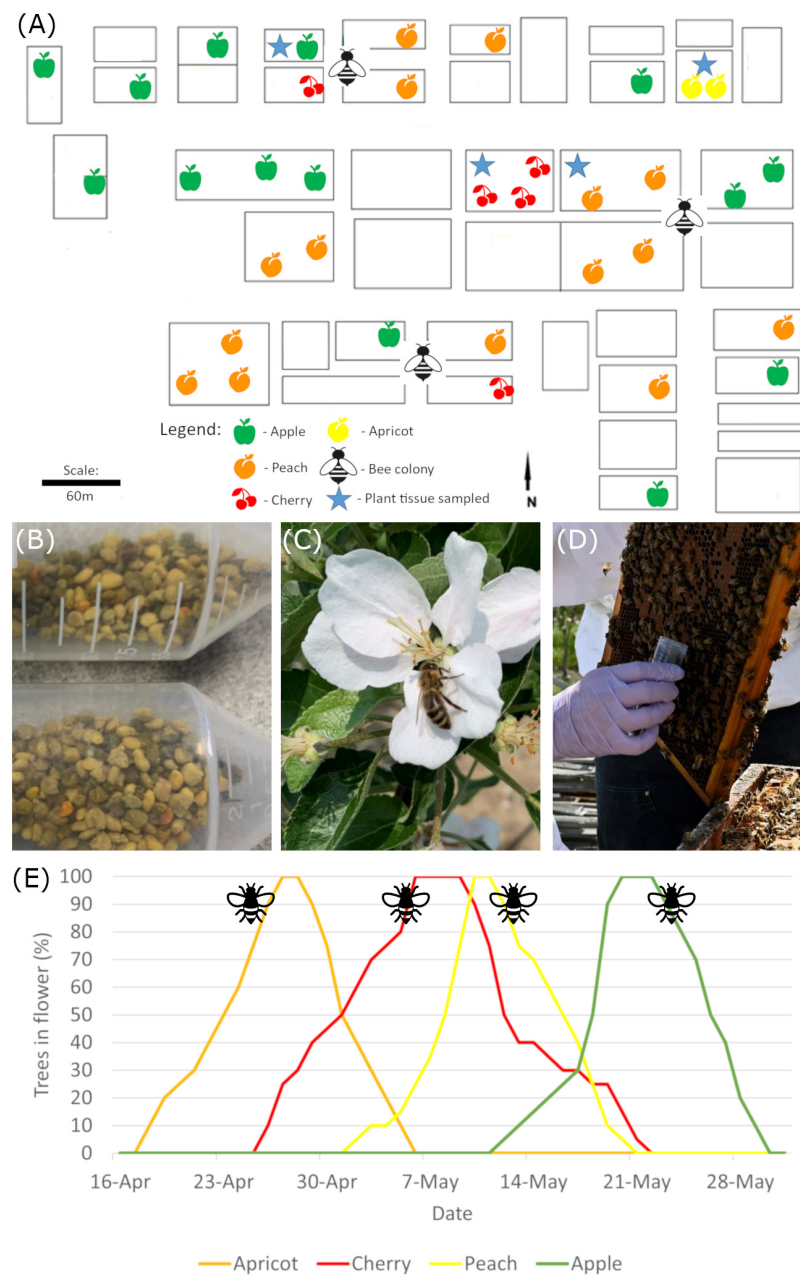 (A)
Legend:
- Apple
- Apricot
- Peach
- Bee colony
- Cherry
- Plant tissue sampled
Scale:
60m
N
(B)
(C)
(D)
(E)
Trees in flower (%)
100
90
80
70
60
50
40
30
20
10
0
16-Apr 23-Apr 30-Apr 7-May 14-May 21-May 28-May
Date
Apricot Cherry Peach Apple